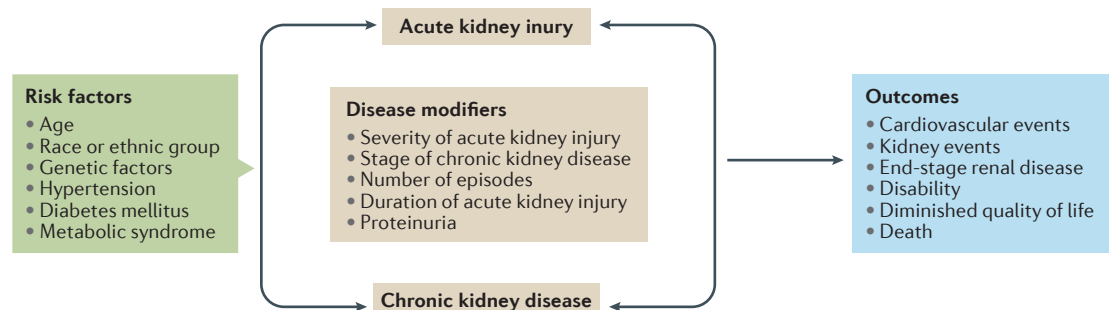 Acute kidney inury
Risk factors
• Age
• Race or ethnic group
• Genetic factors
• Hypertension
• Diabetes mellitus
• Metabolic syndrome
Disease modifiers
• Severity of acute kidney injury
• Stage of chronic kidney disease
• Number of episodes
• Duration of acute kidney injury
• Proteinuria
Outcomes
• Cardiovascular events
• Kidney events
• End-stage renal disease
• Disability
• Diminished quality of life
• Death
Chronic kidney disease